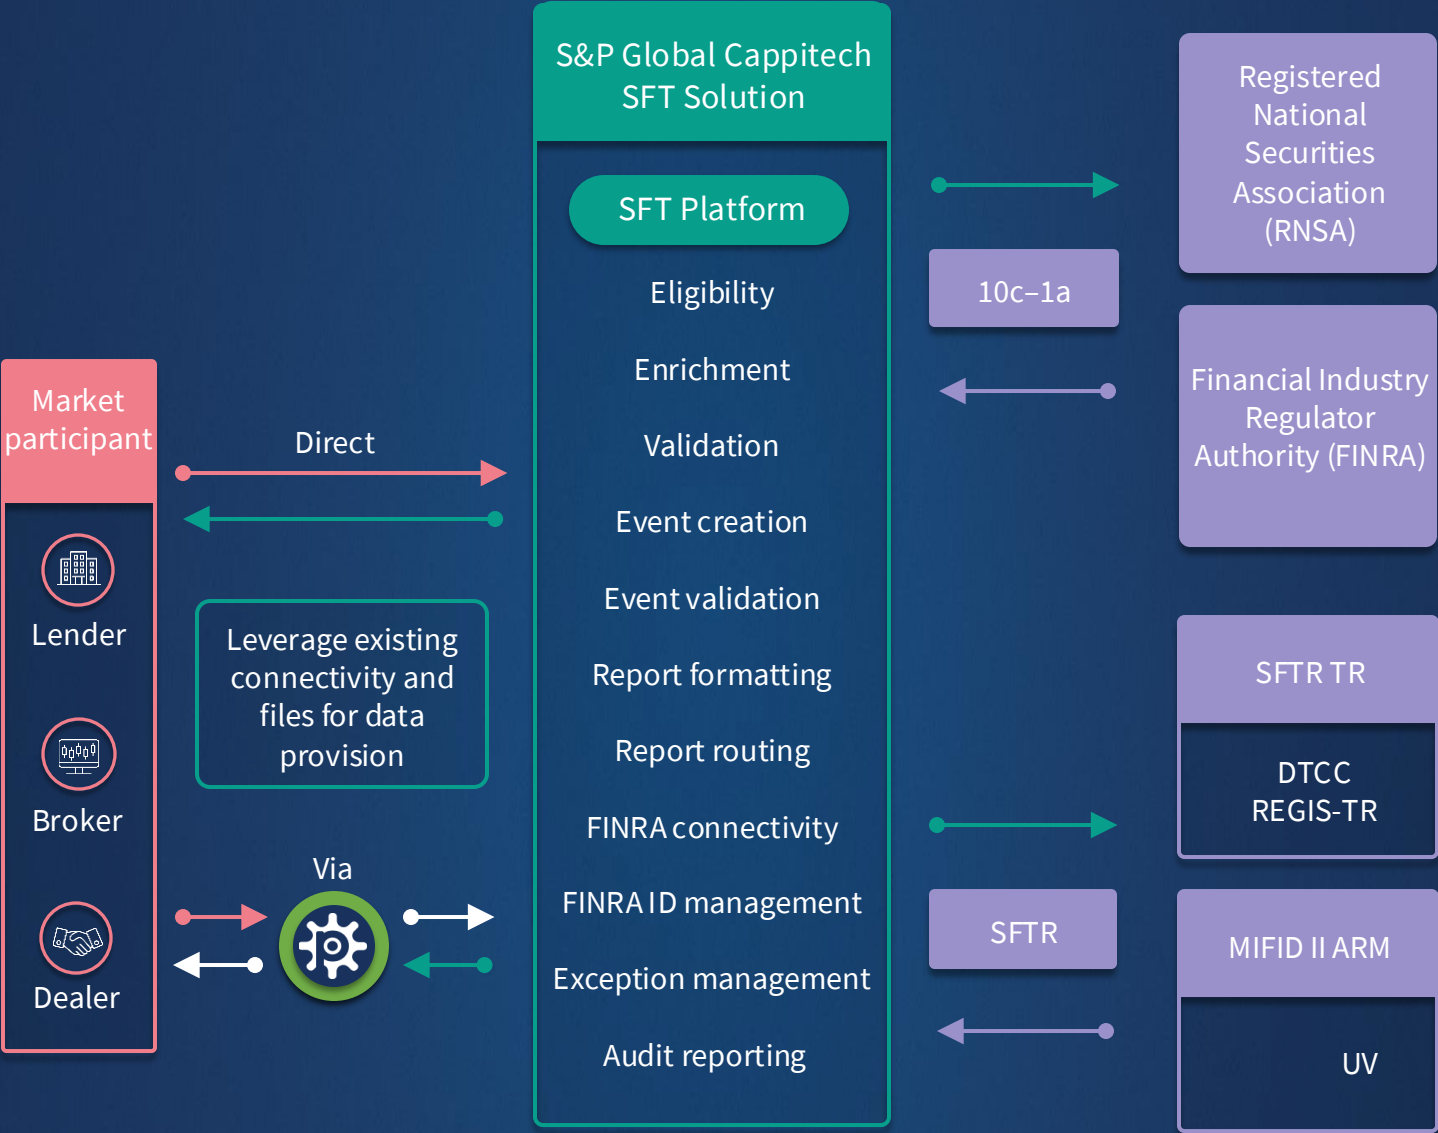 S&P Global Cappitech
SFT Solution
SFT Platform
Eligibility
Enrichment
Validation
Event creation
Event validation
Report formatting
Report routing
FINRA connectivity
FINRA ID management
Exception management
Audit reporting
Market
participant
Lender
Broker
Dealer
Direct
Leverage existing
connectivity and
files for data
provision
Via
10c–1a
SFTR
Registered
National
Securities
Association
(RNSA)
Financial Industry
Regulator
Authority (FINRA)
SFTR TR
DTCC
REGIS-TR
MIFID II ARM
UV